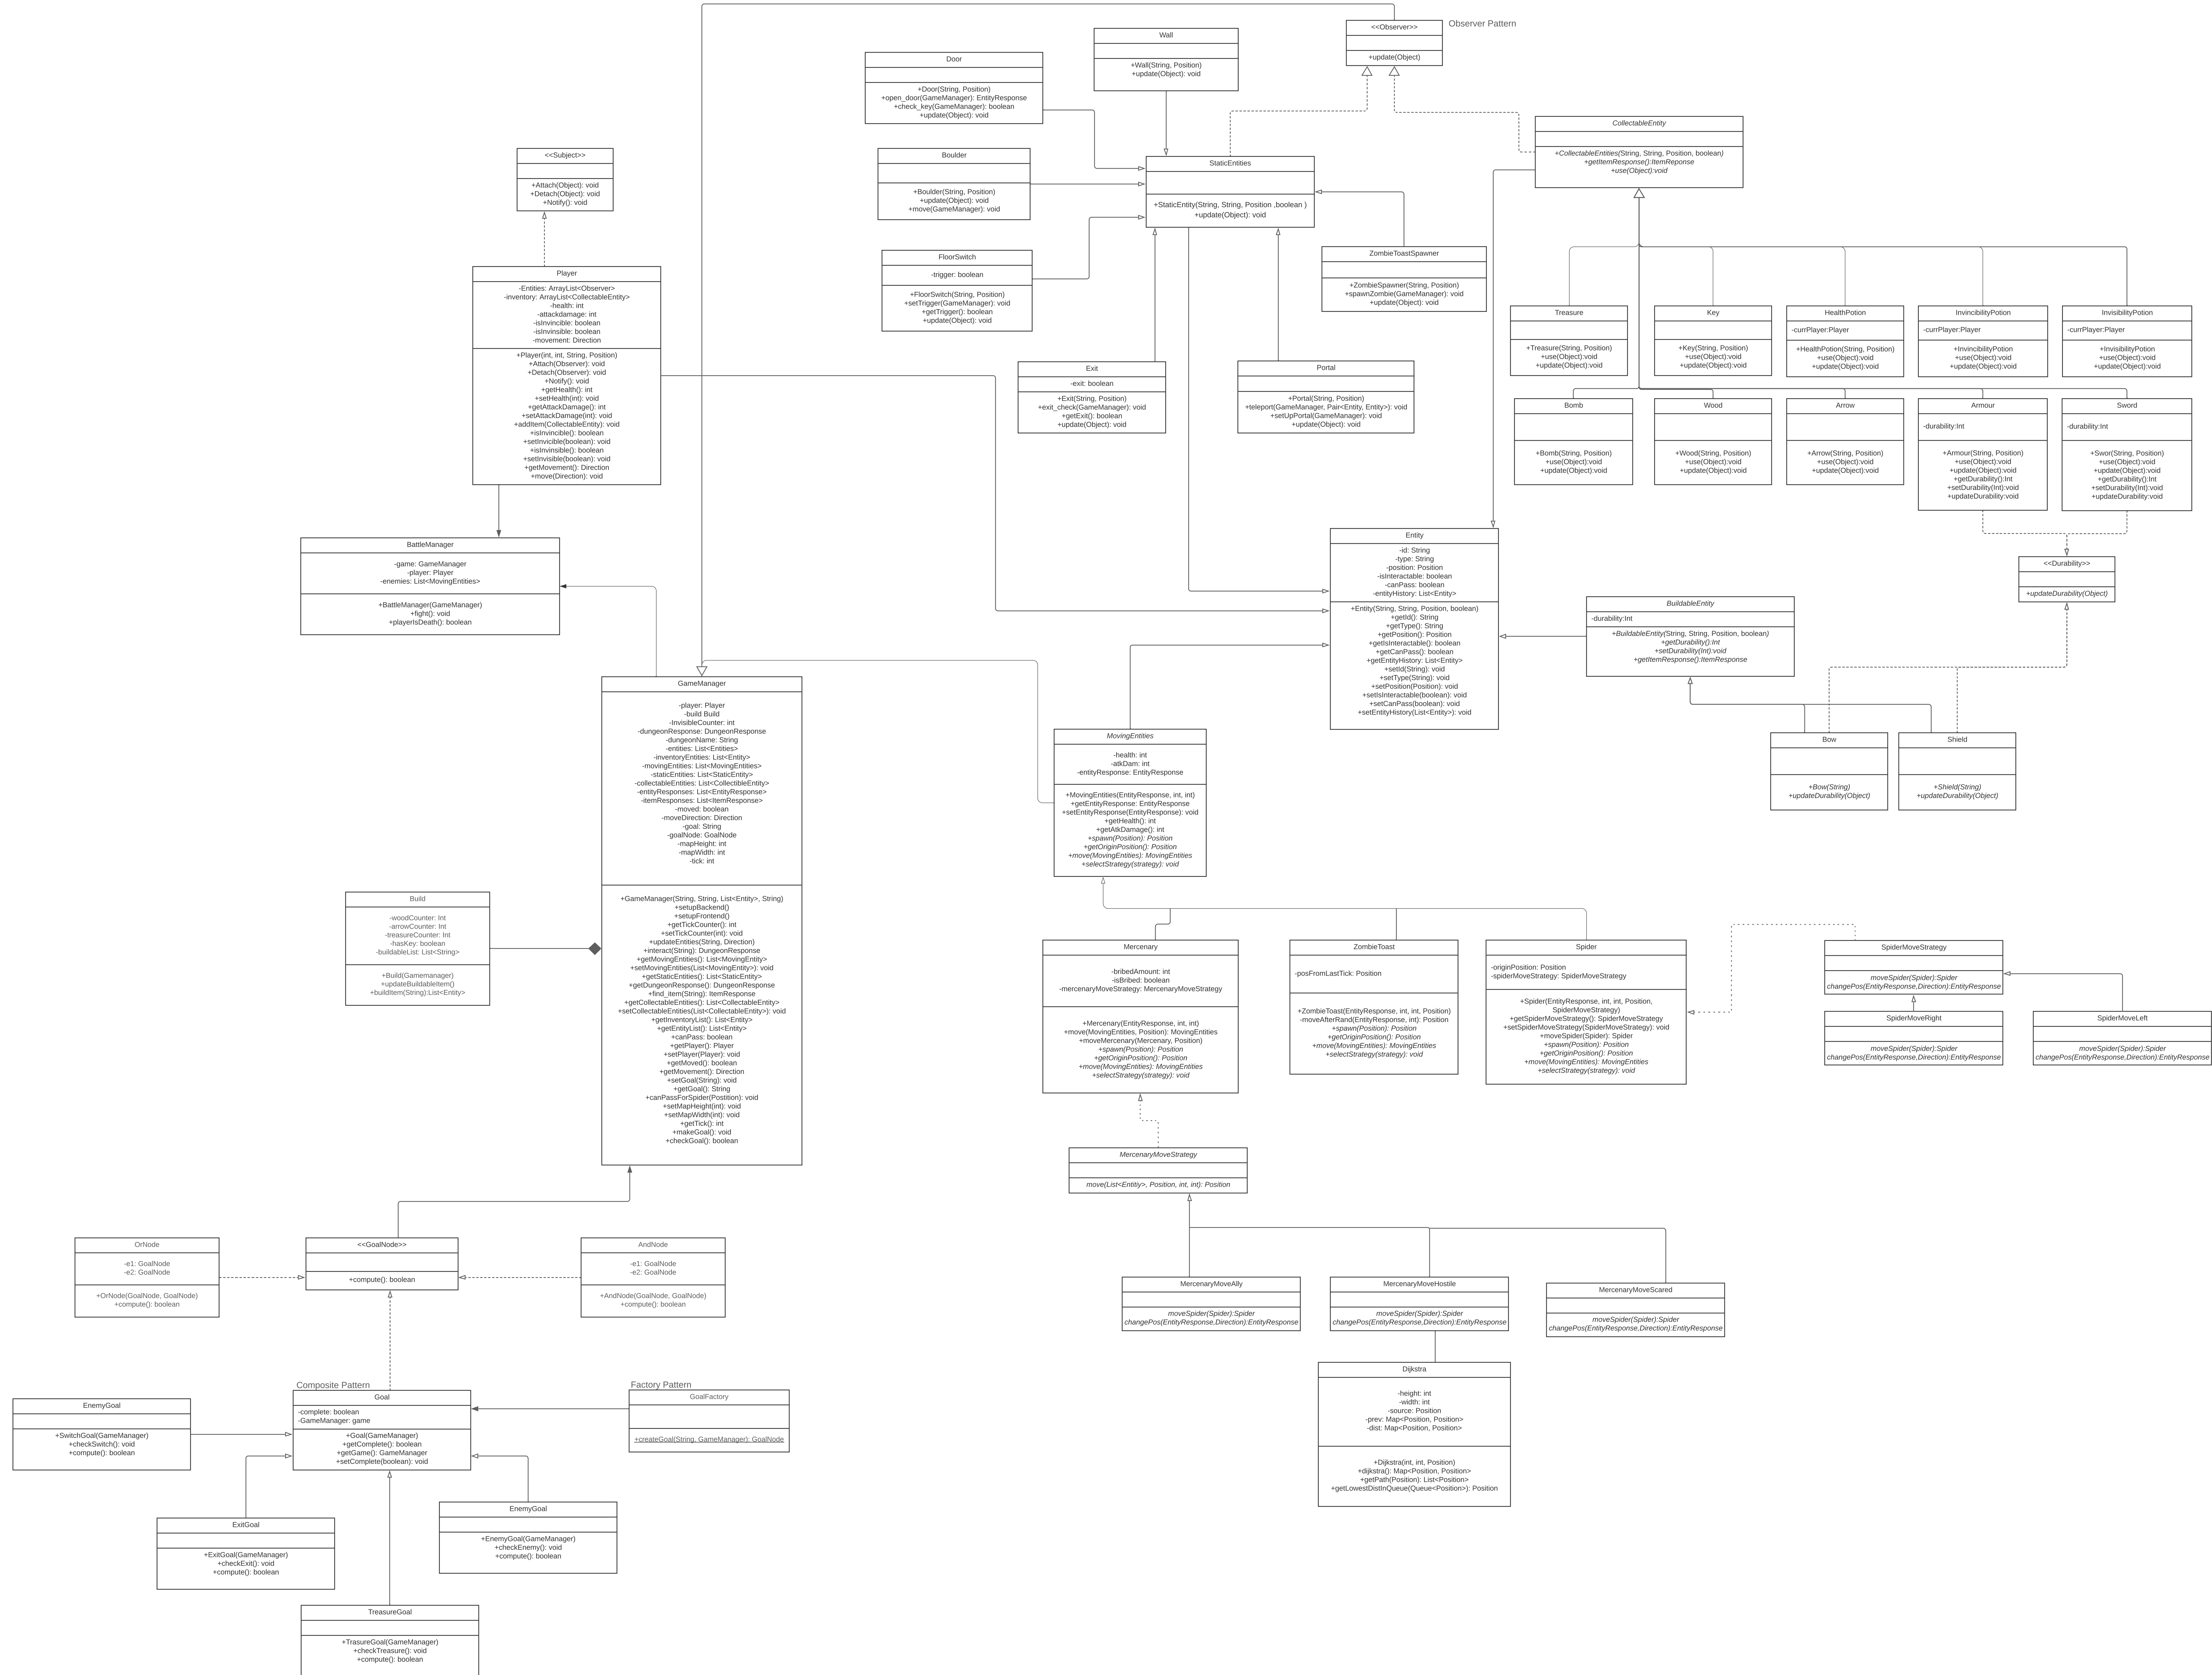 <<Observer>>
+update(Object)
Observer Pattern
Wall
+Wall(String, Position)
+update(Object): void
Door
+Door(String, Position)
+open_door(GameManager): EntityResponse
+check_key(GameManager): boolean
+update(Object): void
CollectableEntity
+CollectableEntities(String, String, Position, boolean)
+getItemResponse():ItemReponse
+use(Object):void
<<Subject>>
+Attach(Object): void
+Detach(Object): void
+Notify(): void
Boulder
+Boulder(String, Position)
+update(Object): void
+move(GameManager): void
StaticEntities
+StaticEntity(String, String, Position ,boolean )
+update(Object): void
FloorSwitch
-trigger: boolean
+FloorSwitch(String, Position)
+setTrigger(GameManager): void
+getTrigger(): boolean
+update(Object): void
ZombieToastSpawner
+ZombieSpawner(String, Position)
+spawnZombie(GameManager): void
+update(Object): void
Player
-Entities: ArrayList<Observer>
-inventory: ArrayList<CollectableEntity>
-health: int
-attackdamage: int
-isInvincible: boolean
-isInvinsible: boolean
-movement: Direction
+Player(int, int, String, Position)
+Attach(Observer): void
+Detach(Observer): void
+Notify(): void
+getHealth(): int
+setHealth(int): void
+getAttackDamage(): int
+setAttackDamage(int): void
+addItem(CollectableEntity): void
+isInvincible(): boolean
+setInvicible(boolean): void
+isInvinsible(): boolean
+setInvisible(boolean): void
+getMovement(): Direction
+move(Direction): void
Treasure
+Treasure(String, Position)
+use(Object):void
+update(Object):void
Key
+Key(String, Position)
+use(Object):void
+update(Object):void
HealthPotion
-currPlayer:Player
+HealthPotion(String, Position)
+use(Object):void
+update(Object):void
InvincibilityPotion
-currPlayer:Player
+InvincibilityPotion
+use(Object):void
+update(Object):void
InvisibilityPotion
-currPlayer:Player
+InvisibilityPotion
+use(Object):void
+update(Object):void
Exit
-exit: boolean
+Exit(String, Position)
+exit_check(GameManager): void
+getExit(): boolean
+update(Object): void
Portal
+Portal(String, Position)
+teleport(GameManager, Pair<Entity, Entity>): void
+setUpPortal(GameManager): void
+update(Object): void
Bomb
+Bomb(String, Position)
+use(Object):void
+update(Object):void
Wood
+Wood(String, Position)
+use(Object):void
+update(Object):void
Arrow
+Arrow(String, Position)
+use(Object):void
+update(Object):void
Armour
-durability:Int
+Armour(String, Position)
+use(Object):void
+update(Object):void
+getDurability():Int
+setDurability(Int):void
+updateDurability:void
Sword
-durability:Int
+Swor(String, Position)
+use(Object):void
+update(Object):void
+getDurability():Int
+setDurability(Int):void
+updateDurability:void
BattleManager
-game: GameManager
-player: Player
-enemies: List<MovingEntities>
+BattleManager(GameManager)
+fight(): void
+playerIsDeath(): boolean
Entity
-id: String
-type: String
-position: Position
-isInteractable: boolean
-canPass: boolean
-entityHistory: List<Entity>
+Entity(String, String, Position, boolean)
+getId(): String
+getType(): String
+getPosition(): Position
+getIsInteractable(): boolean
+getCanPass(): boolean
+getEntityHistory: List<Entity>
+setId(String): void
+setType(String): void
+setPosition(Position): void
+setIsInteractable(boolean): void
+setCanPass(boolean): void
+setEntityHistory(List<Entity>): void
<<Durability>>
+updateDurability(Object)
BuildableEntity
-durability:Int
+BuildableEntity(String, String, Position, boolean)
+getDurability():Int
+setDurability(Int):void
+getItemResponse():ItemResponse
Bow
+Bow(String)
+updateDurability(Object)
Shield
+Shield(String)
+updateDurability(Object)
GameManager
-player: Player
-build Build
-InvisibleCounter: int
-dungeonResponse: DungeonResponse
-dungeonName: String
-entities: List<Entities>
-inventoryEntities: List<Entity>
-movingEntities: List<MovingEntities>
-staticEntities: List<StaticEntity>
-collectableEntities: List<CollectibleEntity>
-entityResponses: List<EntityResponse>
-itemResponses: List<ItemResponse>
-moved: boolean
-moveDirection: Direction
-goal: String
-goalNode: GoalNode
-mapHeight: int
-mapWidth: int
-tick: int
+GameManager(String, String, List<Entity>, String)
+setupBackend()
+setupFrontend()
+getTickCounter(): int
+setTickCounter(int): void
+updateEntities(String, Direction)
+interact(String): DungeonResponse
+getMovingEntities(): List<MovingEntity>
+setMovingEntities(List<MovingEntity>): void
+getStaticEntities(): List<StaticEntity>
+getDungeonResponse(): DungeonResponse
+find_item(String): ItemResponse
+getCollectableEntities(): List<CollectableEntity>
+setCollectableEntities(List<CollectableEntity>): void
+getInventoryList(): List<Entity>
+getEntityList(): List<Entity>
+canPass: boolean
+getPlayer(): Player
+setPlayer(Player): void
+getMoved(): boolean
+getMovement(): Direction
+setGoal(String): void
+getGoal(): String
+canPassForSpider(Postition): void
+setMapHeight(int): void
+setMapWidth(int): void
+getTick(): int
+makeGoal(): void
+checkGoal(): boolean
MovingEntities
-health: int
-atkDam: int
-entityResponse: EntityResponse
+MovingEntities(EntityResponse, int, int)
+getEntityResponse: EntityResponse
+setEntityResponse(EntityResponse): void
+getHealth(): int
+getAtkDamage(): int
+spawn(Position): Position
+getOriginPosition(): Position
+move(MovingEntities): MovingEntities
+selectStrategy(strategy): void
Build
-woodCounter: Int
-arrowCounter: Int
-treasureCounter: Int
-hasKey: boolean
-buildableList: List<String>
+Build(Gamemanager)
+updateBuildableItem()
+buildItem(String):List<Entity>
Mercenary
-bribedAmount: int
-isBribed: boolean
-mercenaryMoveStrategy: MercenaryMoveStrategy
+Mercenary(EntityResponse, int, int)
+move(MovingEntities, Position): MovingEntities
+moveMercenary(Mercenary, Position)
+spawn(Position): Position
+getOriginPosition(): Position
+move(MovingEntities): MovingEntities
+selectStrategy(strategy): void
ZombieToast
-posFromLastTick: Position
+ZombieToast(EntityResponse, int, int, Position)
-moveAfterRand(EntityResponse, int): Position
+spawn(Position): Position
+getOriginPosition(): Position
+move(MovingEntities): MovingEntities
+selectStrategy(strategy): void
Spider
-originPosition: Position
-spiderMoveStrategy: SpiderMoveStrategy
+Spider(EntityResponse, int, int, Position,
SpiderMoveStrategy)
+getSpiderMoveStrategy(): SpiderMoveStrategy
+setSpiderMoveStrategy(SpiderMoveStrategy): void
+moveSpider(Spider): Spider
+spawn(Position): Position
+getOriginPosition(): Position
+move(MovingEntities): MovingEntities
+selectStrategy(strategy): void
SpiderMoveStrategy
moveSpider(Spider):Spider
changePos(EntityResponse,Direction):EntityResponse
SpiderMoveRight
moveSpider(Spider):Spider
changePos(EntityResponse,Direction):EntityResponse
SpiderMoveLeft
moveSpider(Spider):Spider
changePos(EntityResponse,Direction):EntityResponse
MercenaryMoveStrategy
move(List<Entitiy>, Position, int, int): Position
OrNode
-e1: GoalNode
-e2: GoalNode
+OrNode(GoalNode, GoalNode)
+compute(): boolean
<<GoalNode>>
+compute(): boolean
AndNode
-e1: GoalNode
-e2: GoalNode
+AndNode(GoalNode, GoalNode)
+compute(): boolean
MercenaryMoveAlly
moveSpider(Spider):Spider
changePos(EntityResponse,Direction):EntityResponse
MercenaryMoveHostile
moveSpider(Spider):Spider
changePos(EntityResponse,Direction):EntityResponse
MercenaryMoveScared
moveSpider(Spider):Spider
changePos(EntityResponse,Direction):EntityResponse
Dijkstra
-height: int
-width: int
-source: Position
-prev: Map<Position, Position>
-dist: Map<Position, Position>
+Dijkstra(int, int, Position)
+dijkstra(): Map<Position, Position>
+getPath(Position): List<Position>
+getLowestDistInQueue(Queue<Position>): Position
Composite Pattern
Goal
-complete: boolean
-GameManager: game
+Goal(GameManager)
+getComplete(): boolean
+getGame(): GameManager
+setComplete(boolean): void
Factory Pattern
GoalFactory
+createGoal(String, GameManager): GoalNode
EnemyGoal
+SwitchGoal(GameManager)
+checkSwitch(): void
+compute(): boolean
ExitGoal
+ExitGoal(GameManager)
+checkExit(): void
+compute(): boolean
EnemyGoal
+EnemyGoal(GameManager)
+checkEnemy(): void
+compute(): boolean
TreasureGoal
+TrasureGoal(GameManager)
+checkTreasure(): void
+compute(): boolean